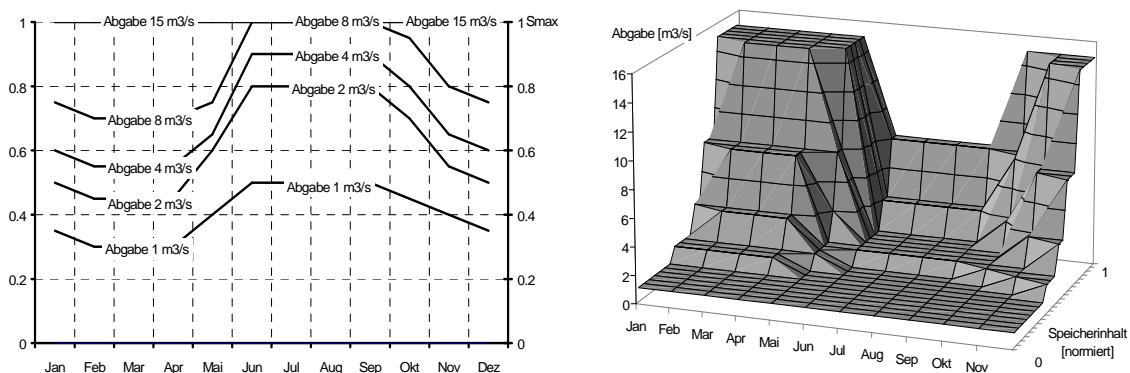 Abgabe 15 m3/s
Abgabe 8 m3/s
Abgabe 15 m3/s
1
1
Smax
Abgabe 4 m3/s
Abgabe 2 m3/s
0.8
0.8
Abgabe 8 m3/s
0.6
0.6
Abgabe 4 m3/s
Abgabe 1 m3/s
Abgabe 2 m3/s
0.4
0.4
Abgabe 1 m3/s
0.2
0.2
0
0
Jan Feb Mar Apr Mai Jun Jul Aug Sep Okt Nov Dez
Abgabe [m3/s]
16
14
12
10
8
6
4
2
0
Jan Feb Mar Apr Mai Jun Jul Aug Sep Okt Nov
1
Speicherinhalt
[normiert]
0